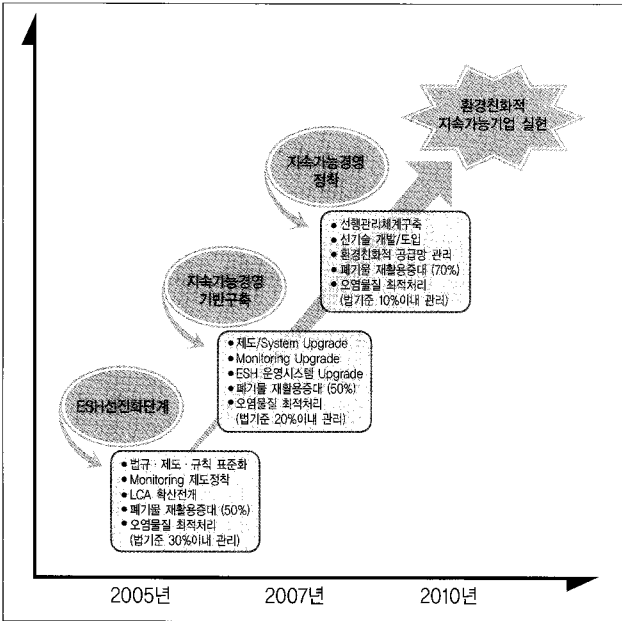 환경친화적
지속가능기업 실현
지속가능경영
정착
• 선행관리체계구축
• 신기술 개발/도입
• 환경친화적 공급망 관리
• 폐기물 재활용증대 (70%)
• 오염물질 최적처리
(법기준 10%이내 관리)
지속가능경영
기반구축
• 제도/System Upgrade
• Monitoring Upgrade
• ESH 운영시스템 Upgrade
• 폐기물 재활용증대 (50%)
• 오염물질 최적처리
(법기준 20%이내 관리)
ESH선진화단계
• 법규 · 제도 · 규칙 표준화
• Monitoring 제도정착
• LCA 확산전개
• 폐기물 재활용증대 (50%)
• 오염물질 최적처리
(법기준 30%이내 관리)
2005년 2007년 2010년